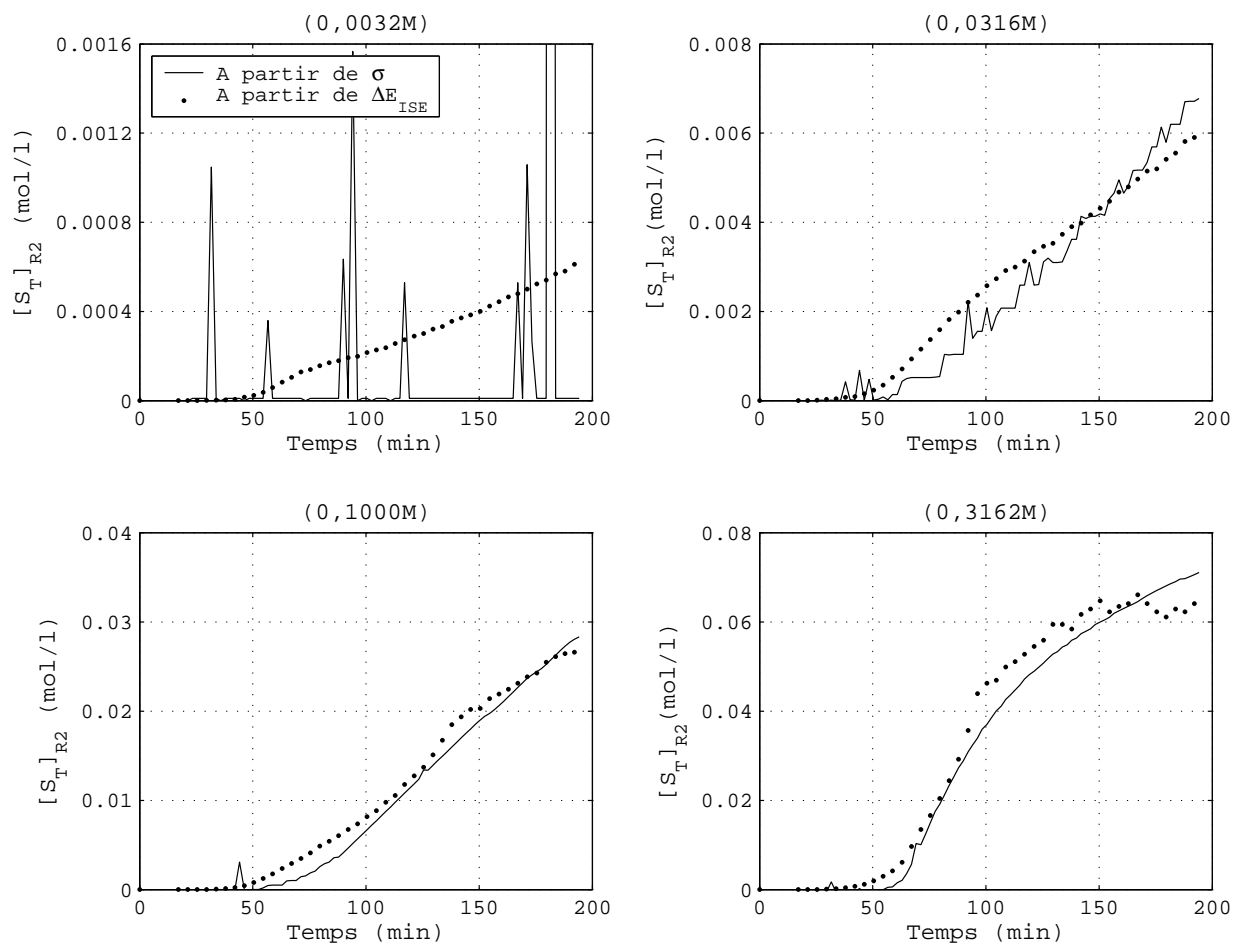 (0,0032M)
0.0016
0.0012
0.0008
0.0004
0
[S_T]_R2 (mol/l)
A partir de σ
A partir de ΔE_ISE
0 50 100 150 200
Temps (min)
(0,0316M)
0.008
0.006
0.004
0.002
0
[S_T]_R2(mol/l)
0 50 100 150 200
Temps (min)
(0,1000M)
0.04
0.03
0.02
0.01
0
[S_T]_R2 (mol/l)
0 50 100 150 200
Temps (min)
(0,3162M)
0.08
0.06
0.04
0.02
0
[S_T]_R2(mol/l)
0 50 100 150 200
Temps (min)